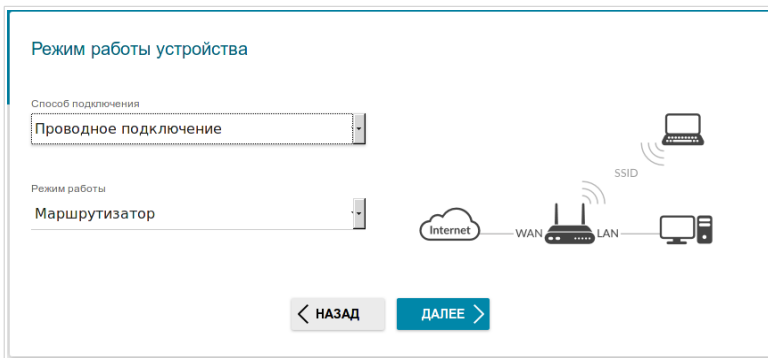 Режим работы устройства
Способ подключения
Проводное подключение
Режим работы
Маршрутизатор
SSID
Internet
WAN
LAN
НАЗАД
ДАЛЕЕ